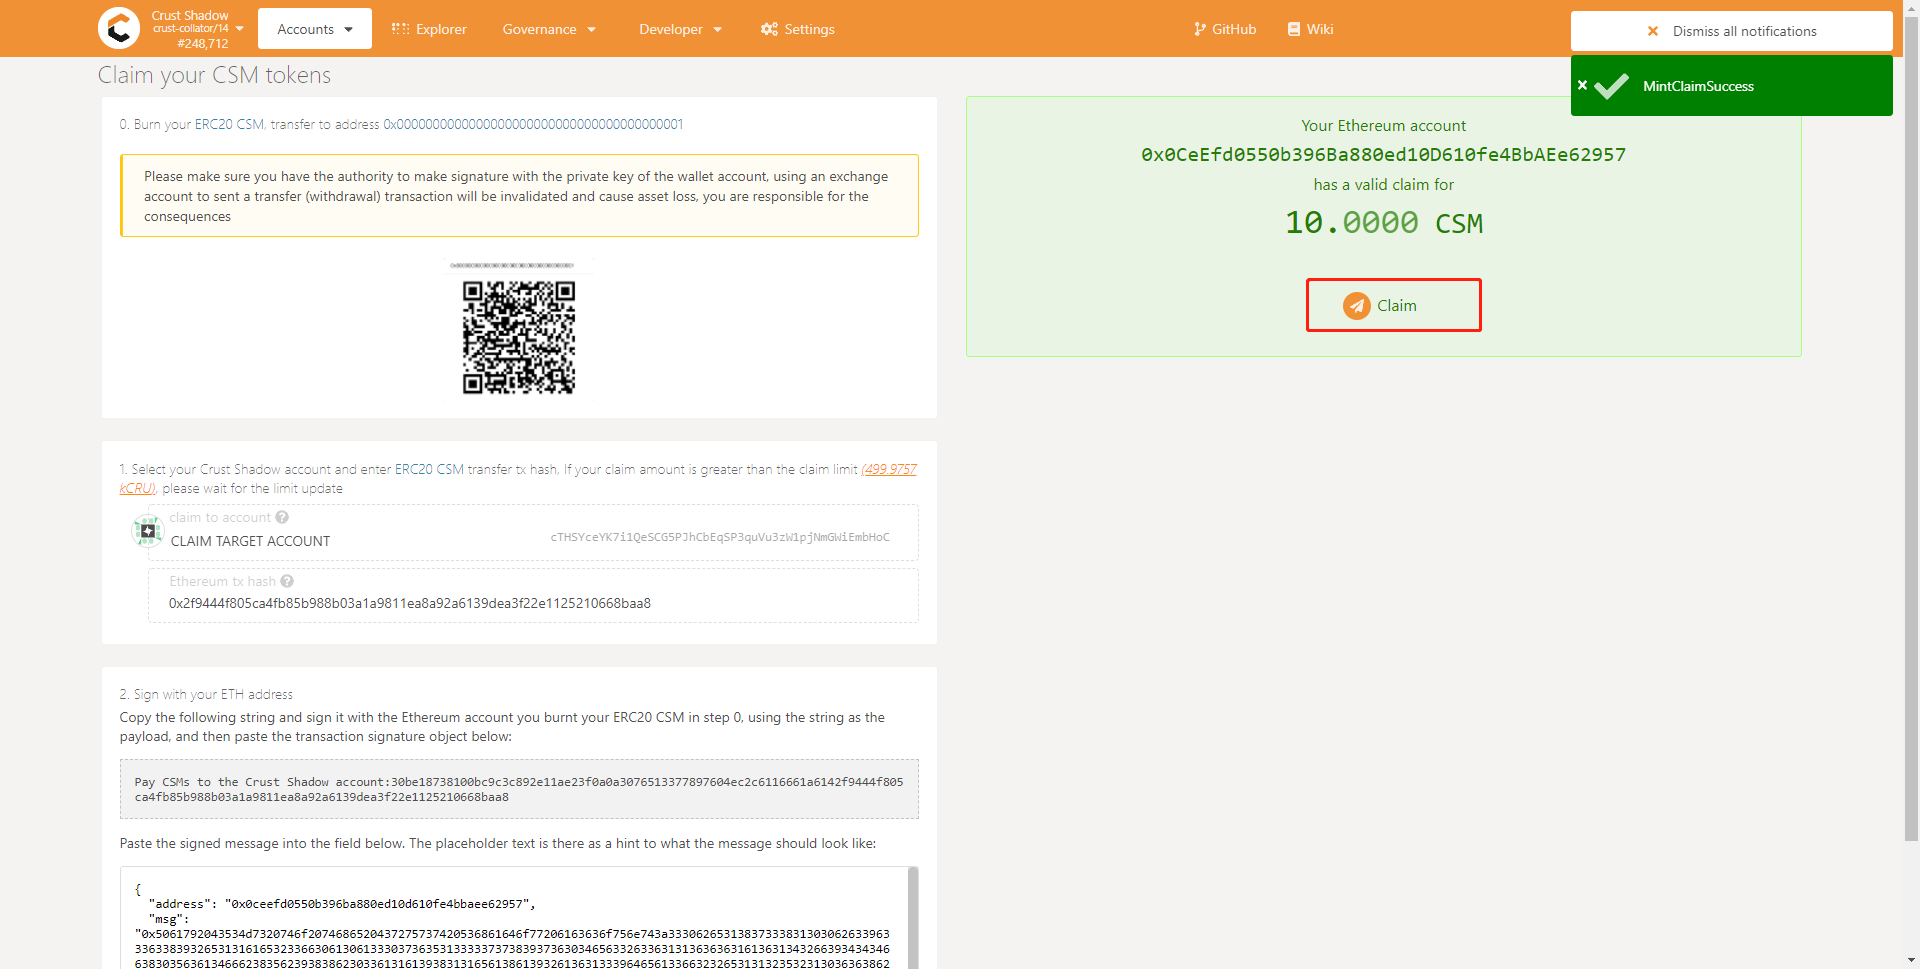 Crust Shadow
crust-collator/14
#248,712
Accounts
Explorer
Governance
Developer
Settings
GitHub
Wiki
Dismiss all notifications
MintClaimSuccess
Claim your CSM tokens
0. Burn your ERC20 CSM, transfer to address 0x0000000000000000000000000000000000000001
Please make sure you have the authority to make signature with the private key of the wallet account, using an exchange
account to sent a transfer (withdrawal) transaction will be invalidated and cause asset loss, you are responsible for the
consequences
Your Ethereum account
0x0CeEfd0550b396Ba880ed10D610fe4BbAEe62957
has a valid claim for
10.0000 CSM
Claim
1. Select your Crust Shadow account and enter ERC20 CSM transfer tx hash, If your claim amount is greater than the claim limit (499.9757
kCRU), please wait for the limit update
claim to account
CLAIM TARGET ACCOUNT
cTHSYceYK7i1QeSCG5PJhCbEqSP3quVu3zW1pjNmGWiEmbHoC
Ethereum tx hash
0x2f9444f805ca4fb85b988b03a1a9811ea8a92a6139dea3f22e1125210668baa8
2. Sign with your ETH address
Copy the following string and sign it with the Ethereum account you burnt your ERC20 CSM in step 0, using the string as the
payload, and then paste the transaction signature object below:
Pay CSMs to the Crust Shadow account:30be18738100bc9c3c892e11ae23f0a0a3076513377897604ec2c6116661a6142f9444f805
ca4fb85b988b03a1a9811ea8a92a6139dea3f22e1125210668baa8
Paste the signed message into the field below. The placeholder text is there as a hint to what the message should look like:
{
"address": "0x0ceefd0550b396ba880ed10d610fe4bbaee62957",
"msg":
"0x5061792043534d7320746f2074686520437275737420536861646f77206163636f756e743a333062653138373338313030626339633
3633383932653131616532336630613061333037363531333337373839373630346563326336313136363631613631343266393434346
6383035636134666238356239383862303361316139383131656138613932613631333964656133663232653131323532313036363862